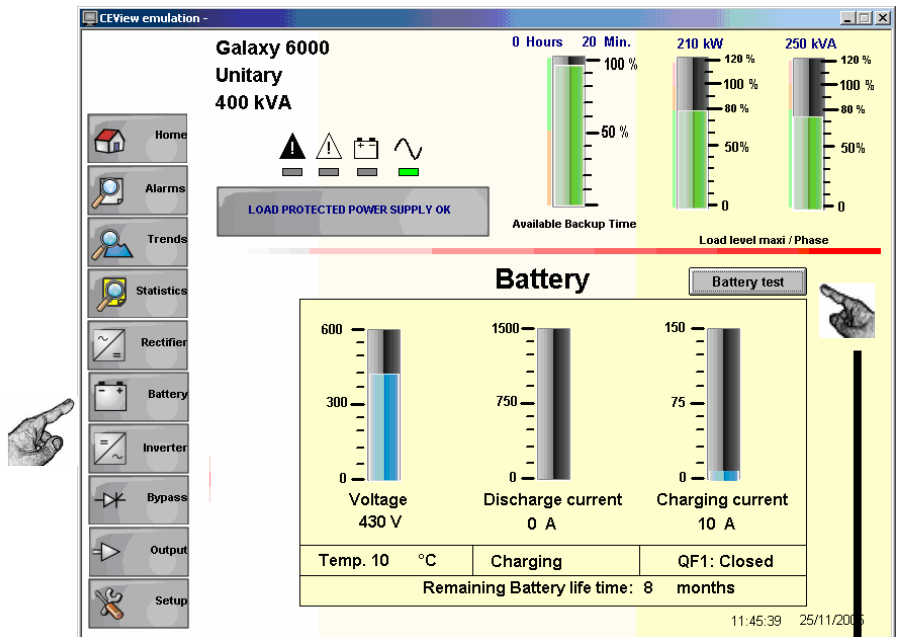 CEView emulation -
Galaxy 6000
Unitary
400 kVA
0 Hours 20 Min.
210 kW
250 kVA
100 %
50 %
120 %
100 %
80 %
50%
0
120 %
100 %
80 %
50%
0
LOAD PROTECTED POWER SUPPLY OK
Available Backup Time
Load level maxi / Phase
Home
Alarms
Trends
Statistics
Rectifier
Battery
Inverter
Bypass
Output
Setup
Battery
Battery test
600
300
0
1500
750
0
150
75
0
Voltage
430 V
Discharge current
0 A
Charging current
10 A
Temp. 10 °C
Charging
QF1: Closed
Remaining Battery life time: 8 months
11:45:39 25/11/2005